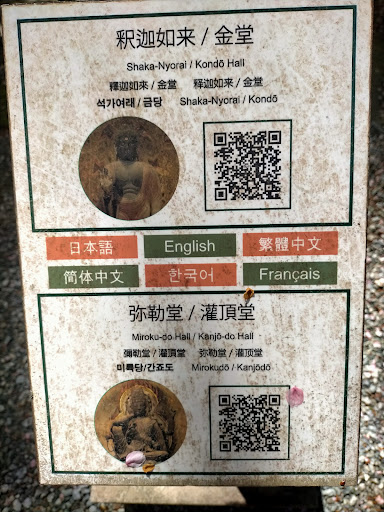 釈迦如来 / 金堂
Shaka-Nyorai / Kondō Hall
釋迦如來 / 金堂 释迦如来 / 金堂
석가여래 / 금당 Shaka-Nyorai / Kondō
日本語 English 繁體中文
简体中文 한국어 Français
弥勒堂 / 灌頂堂
Miroku-do Hall / Kanjō-do Hall
彌勒堂 / 灌頂堂 弥勒堂 / 灌顶堂
미륵당/간죠도 Mirokudō / Kanjōdō